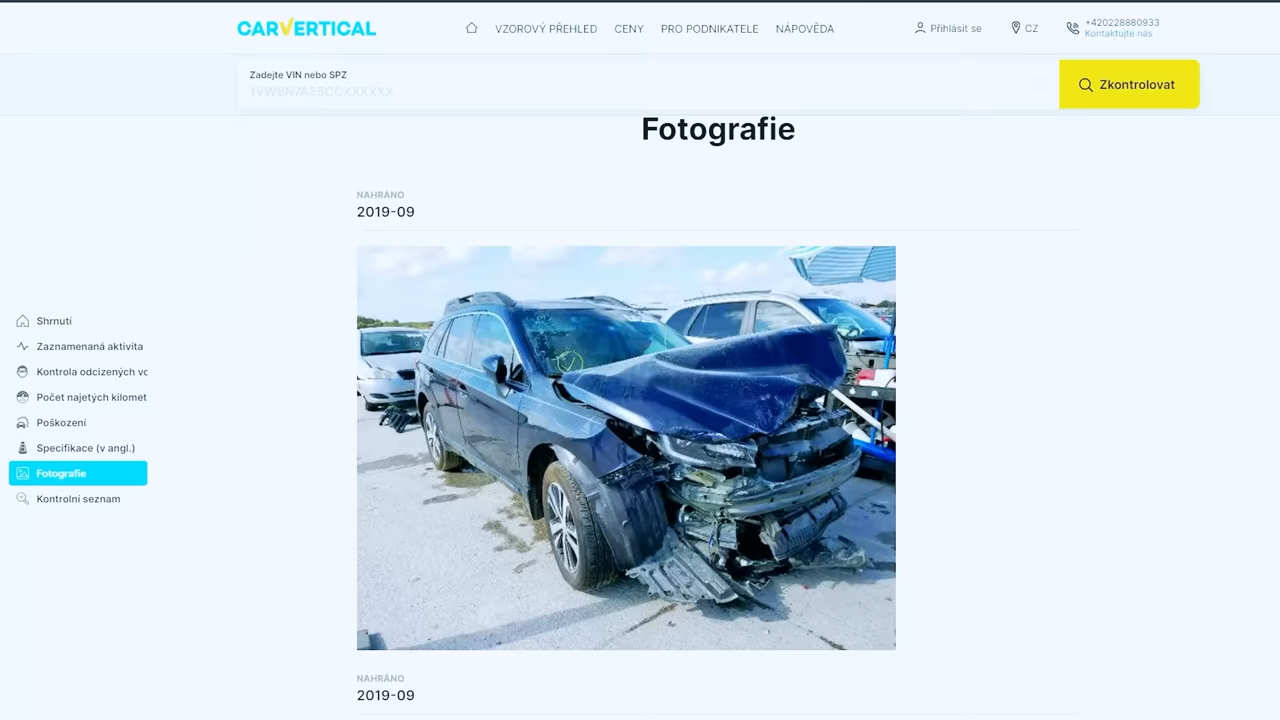 CARVERTICAL
VZOROVÝ PŘEHLED
CENY
PRO PODNIKATELE
NÁPOVĚDA
Přihlásit se
CZ
+420228880933
Kontaktujte nás
Zadejte VIN nebo SPZ
Zkontrolovat
Fotografie
NAHRÁNO
2019-09
Shrnutí
Zaznamenaná aktivita
Kontrola odcizených vo
Počet najetých kilomet
Poškození
Specifikace (v angl.)
Fotografie
Kontrolní seznam
NAHRÁNO
2019-09